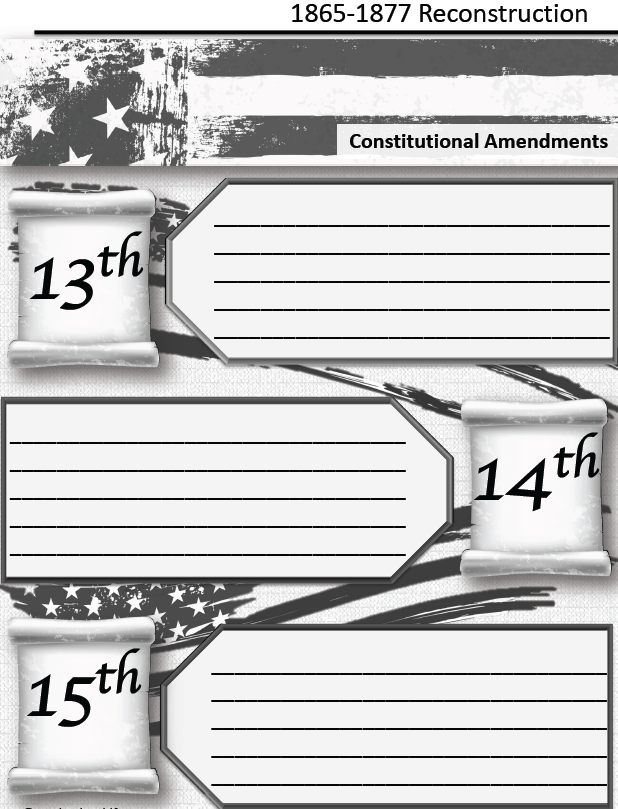 1865-1877 Reconstruction
Constitutional Amendments
13th
14th
15th